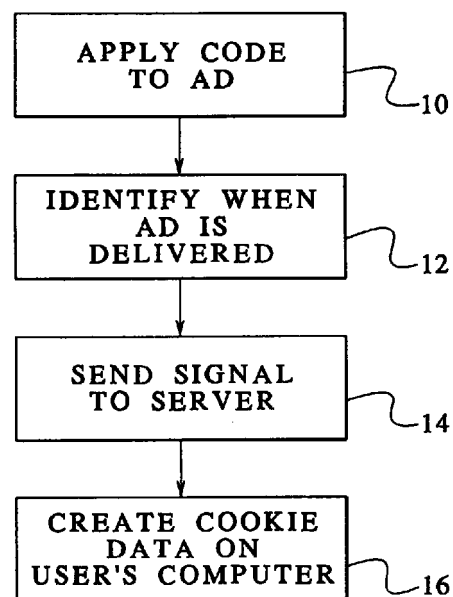 APPLY CODE
TO AD
10
IDENTIFY WHEN
AD IS
DELIVERED
12
SEND SIGNAL
TO SERVER
14
CREATE COOKIE
DATA ON
USER'S COMPUTER
16